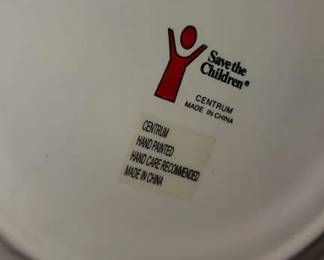 Save the
Children®
CENTRUM
MADE IN CHINA
CENTRUM
HAND PAINTED
HAND CARE RECOMMENDED
MADE IN CHINA